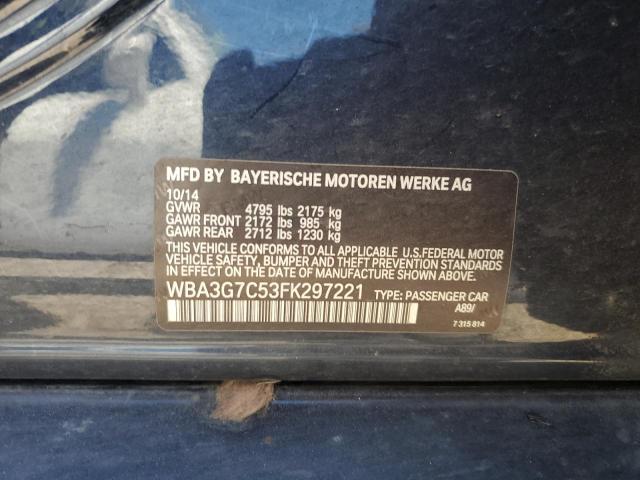 MFD BY BAYERISCHE MOTOREN WERKE AG
10/14
GVWR 4795 lbs 2175 kg
GAWR FRONT 2172 lbs 985 kg
GAWR REAR 2712 lbs 1230 kg
THIS VEHICLE CONFORMS TO ALL APPLICABLE U.S.FEDERAL MOTOR
VEHICLE SAFETY, BUMPER AND THEFT PREVENTION STANDARDS
IN EFFECT ON THE DATE OF MANUFACTURE SHOWN ABOVE.
WBA3G7C53FK297221 TYPE: PASSENGER CAR
A89/
7 315 814